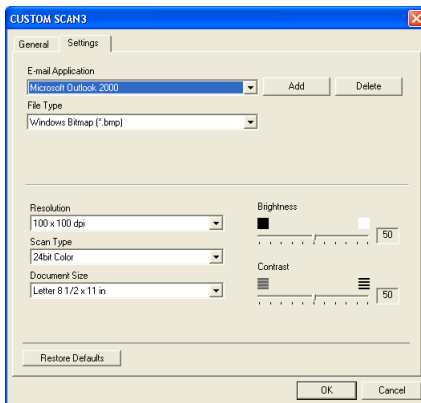 CUSTOM SCAN3
General Settings
E-mail Application
Microsoft Outlook 2000 Add Delete
File Type
Windows Bitmap (*.bmp)
Resolution Brightness
100 x 100 dpi 50
Scan Type
24bit Color
Document Size Contrast
Letter 8 1/2 x 11 in 50
Restore Defaults
OK Cancel